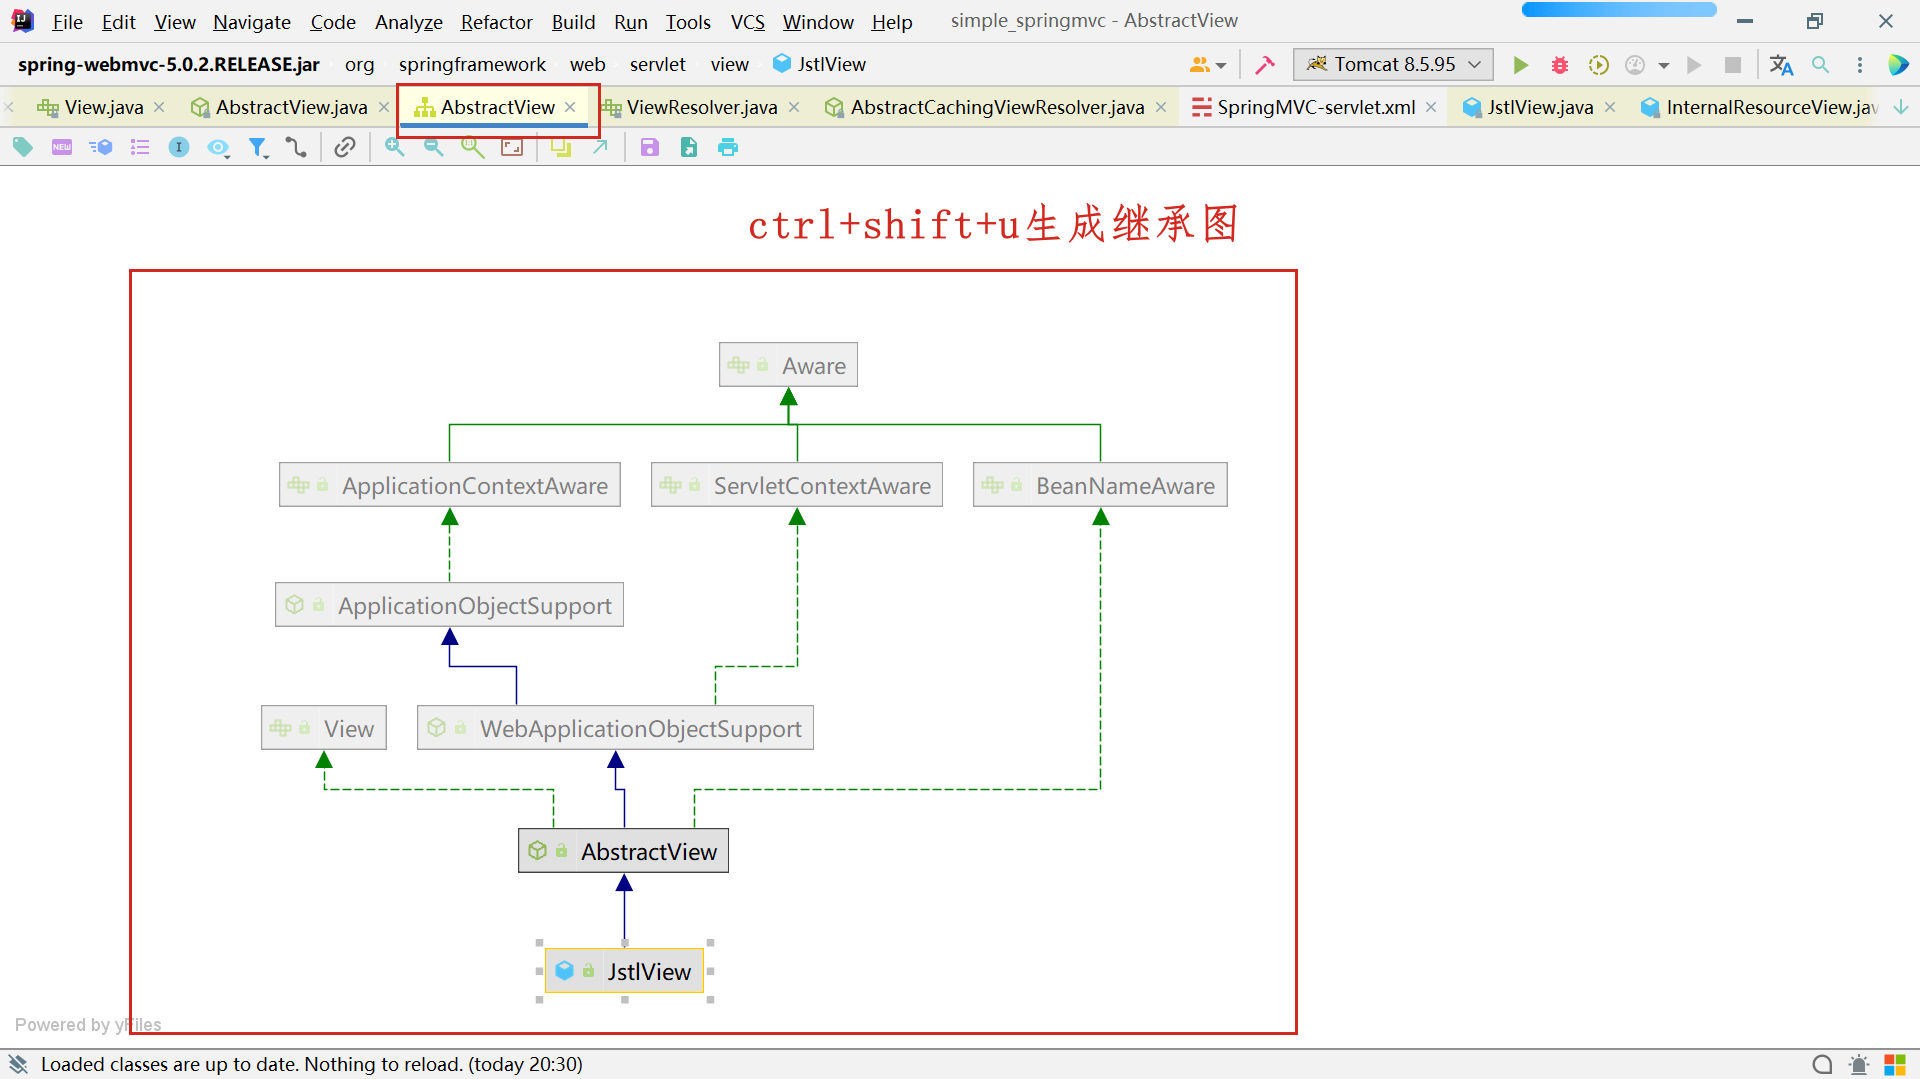 File Edit View Navigate Code Analyze Refactor Build Run Tools VCS Window Help simple_springmvc - AbstractView
spring-webmvc-5.0.2.RELEASE.jar org springframework web servlet view JstlView Tomcat 8.5.95
View.java AbstractView.java AbstractView ViewResolver.java AbstractCachingViewResolver.java SpringMVC-servlet.xml JstlView.java InternalResourceView.jav
NEW
ctrl+shift+u生成继承图
Aware
ApplicationContextAware ServletContextAware BeanNameAware
ApplicationObjectSupport
View WebApplicationObjectSupport
AbstractView
JstlView
Powered by yFiles
Loaded classes are up to date. Nothing to reload. (today 20:30)